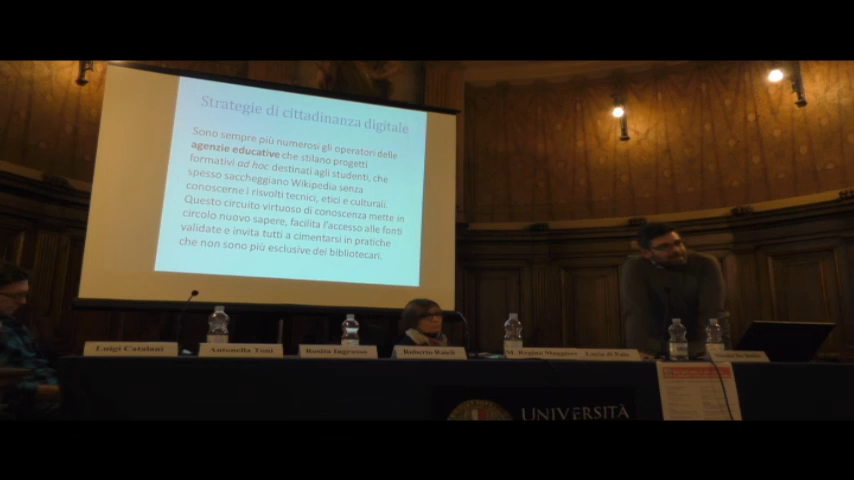 Strategie di cittadinanza digitale
Sono sempre più numerosi gli operatori delle
agenzie educative che stilano progetti
formativi ad hoc destinati agli studenti, che
spesso saccheggiano Wikipedia senza
conoscerne i risvolti tecnici, etici e culturali.
Questo circuito virtuoso di conoscenza mette in
circolo nuovo sapere, facilita l'accesso alle fonti
validate e invita tutti a cimentarsi in pratiche
che non sono più esclusive dei bibliotecari.
Luigi Catalani
Antonella Tuni
Rosita Ingrosso
Roberto Raieli
UNIVERSITÀ